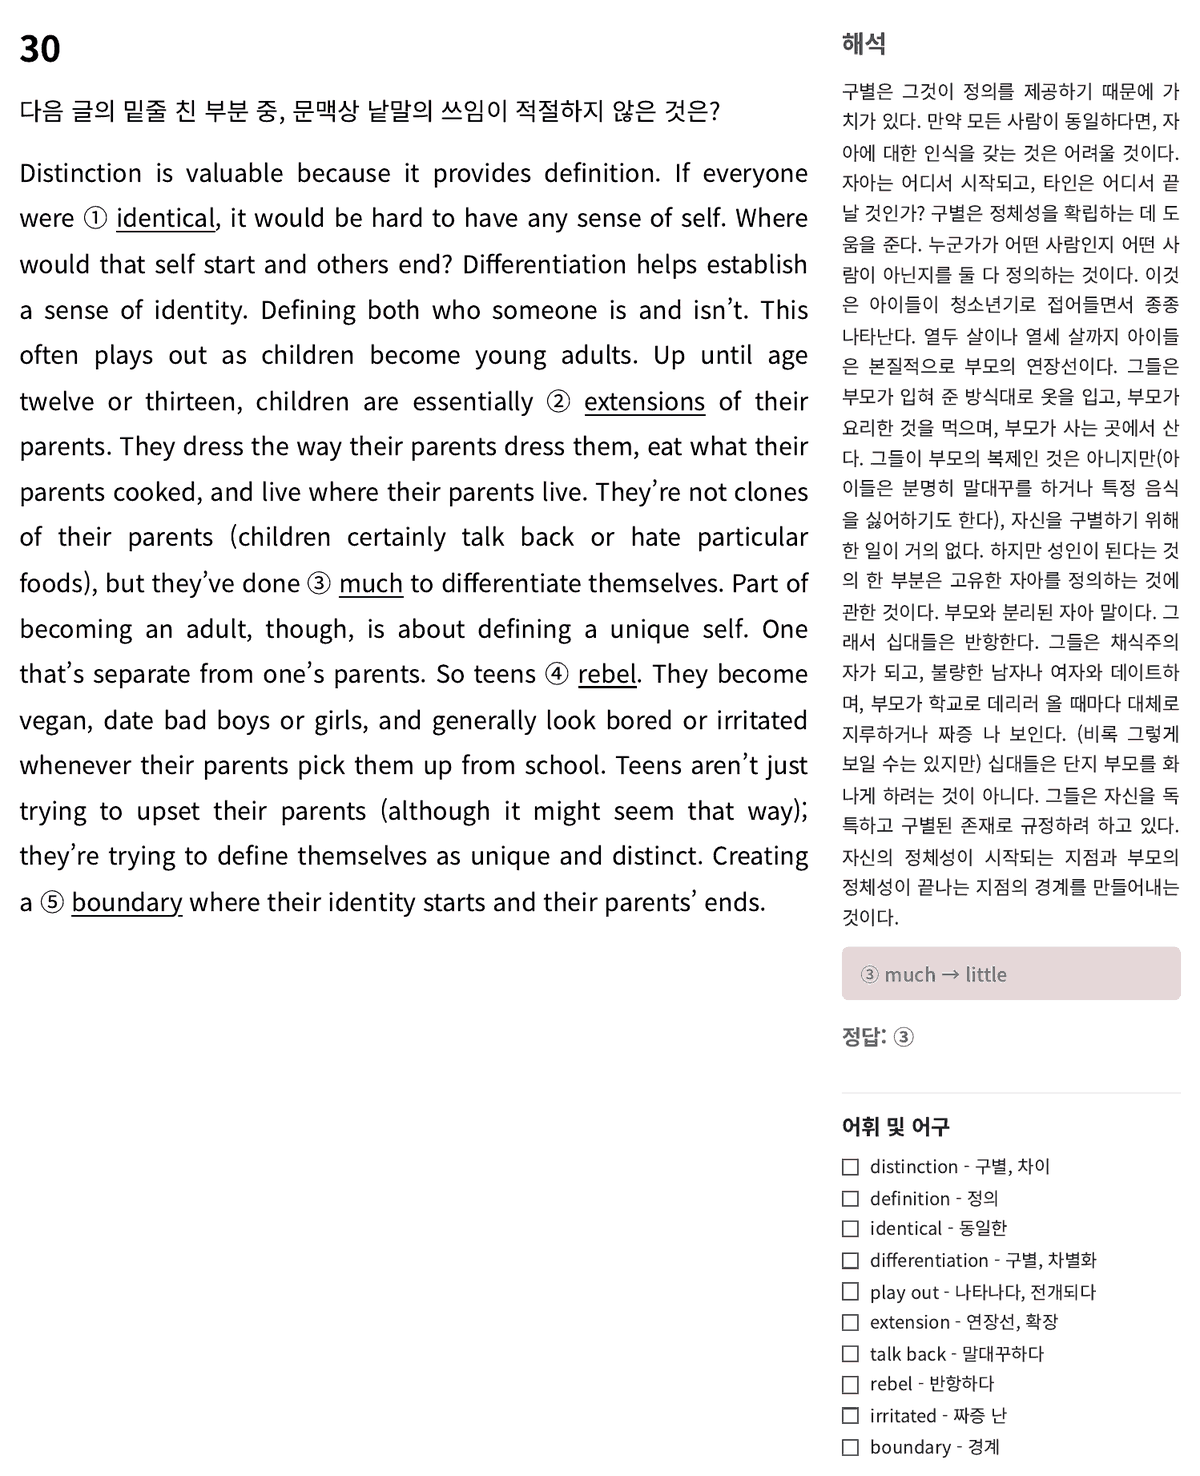 30
다음 글의 밑줄 친 부분 중, 문맥상 낱말의 쓰임이 적절하지 않은 것은?
Distinction is valuable because it provides definition. If everyone
were ① identical, it would be hard to have any sense of self. Where
would that self start and others end? Differentiation helps establish
a sense of identity. Defining both who someone is and isn’t. This
often plays out as children become young adults. Up until age
twelve or thirteen, children are essentially ② extensions of their
parents. They dress the way their parents dress them, eat what their
parents cooked, and live where their parents live. They’re not clones
of their parents (children certainly talk back or hate particular
foods), but they’ve done ③ much to differentiate themselves. Part of
becoming an adult, though, is about defining a unique self. One
that’s separate from one’s parents. So teens ④ rebel. They become
vegan, date bad boys or girls, and generally look bored or irritated
whenever their parents pick them up from school. Teens aren’t just
trying to upset their parents (although it might seem that way);
they’re trying to define themselves as unique and distinct. Creating
a ⑤ boundary where their identity starts and their parents’ ends.
해석
구별은 그것이 정의를 제공하기 때문에 가
치가 있다. 만약 모든 사람이 동일하다면, 자
아에 대한 인식을 갖는 것은 어려울 것이다.
자아는 어디서 시작되고, 타인은 어디서 끝
날 것인가? 구별은 정체성을 확립하는 데 도
움을 준다. 누군가가 어떤 사람인지 어떤 사
람이 아닌지를 둘 다 정의하는 것이다. 이것
은 아이들이 청소년기로 접어들면서 종종
나타난다. 열두 살이나 열세 살까지 아이들
은 본질적으로 부모의 연장선이다. 그들은
부모가 입혀 준 방식대로 옷을 입고, 부모가
요리한 것을 먹으며, 부모가 사는 곳에서 산
다. 그들이 부모의 복제인 것은 아니지만(아
이들은 분명히 말대꾸를 하거나 특정 음식
을 싫어하기도 한다), 자신을 구별하기 위해
한 일이 거의 없다. 하지만 성인이 된다는 것
의 한 부분은 고유한 자아를 정의하는 것에
관한 것이다. 부모와 분리된 자아 말이다. 그
래서 십대들은 반항한다. 그들은 채식주의
자가 되고, 불량한 남자나 여자와 데이트하
며, 부모가 학교로 데리러 올 때마다 대체로
지루하거나 짜증 나 보인다. (비록 그렇게
보일 수는 있지만) 십대들은 단지 부모를 화
나게 하려는 것이 아니다. 그들은 자신을 독
특하고 구별된 존재로 규정하려 하고 있다.
자신의 정체성이 시작되는 지점과 부모의
정체성이 끝나는 지점의 경계를 만들어내는
것이다.
③ much → little
정답: ③
어휘 및 어구
distinction - 구별, 차이
definition - 정의
identical - 동일한
differentiation - 구별, 차별화
play out - 나타나다, 전개되다
extension - 연장선, 확장
talk back - 말대꾸하다
rebel - 반항하다
irritated - 짜증 난
boundary - 경계